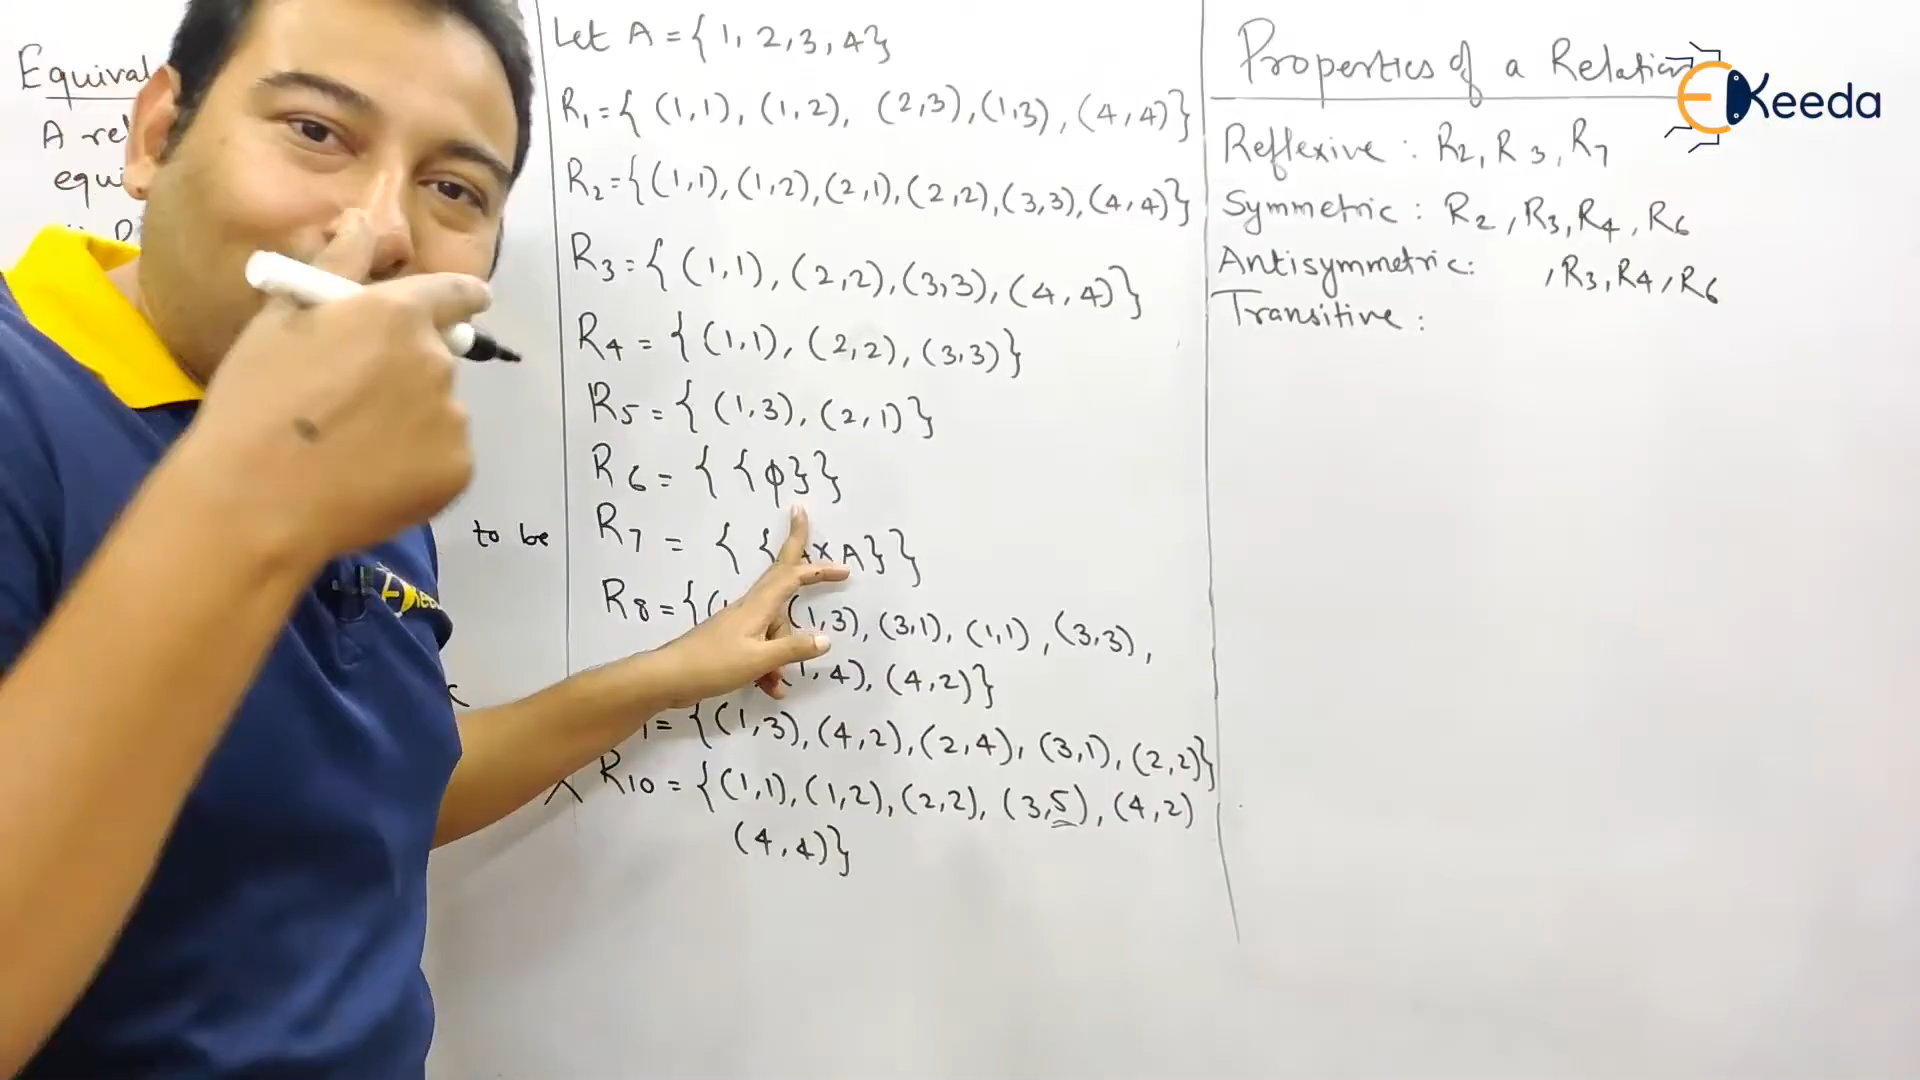 Equival
A rel
equi
to be
Let A = { 1, 2, 3, 4}
R1 = { (1,1), (1,2), (2,3), (1,3), (4,4)}
R2 = {(1,1), (1,2), (2,1), (2,2), (3,3), (4,4)}
R3 = { (1,1), (2,2), (3,3), (4,4)}
R4 = { (1,1), (2,2), (3,3)}
R5 = { (1,3), (2,1)}
R6 = { {φ}}
R7 = { { A×A}}
R8 = {(1 (1,3), (3,1), (1,1), (3,3),
(1,4), (4,2)}
= {(1,3), (4,2), (2,4), (3,1), (2,2)}
X R10 = {(1,1), (1,2), (2,2), (3,5), (4,2)
(4,4)}
Properties of a Relation
Reflexive : R2, R3, R7
Symmetric : R2, R3, R4, R6
Antisymmetric: , R3, R4, R6
Transitive :
EKeeda